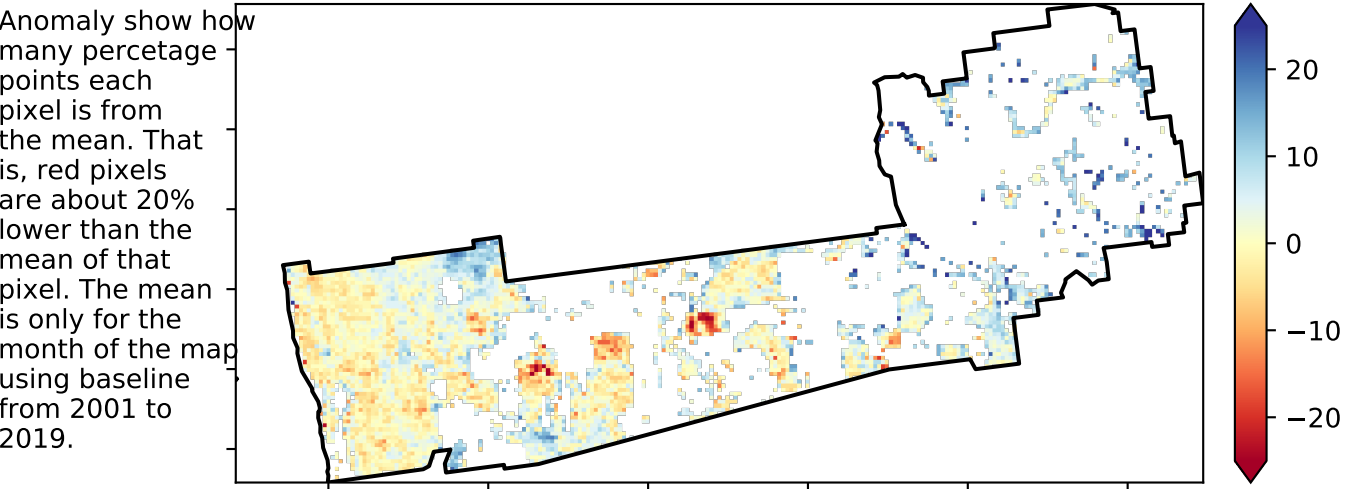 Anomaly show how
many percetage
points each
pixel is from
the mean. That
is, red pixels
are about 20%
lower than the
mean of that
pixel. The mean
is only for the
month of the map
using baseline
from 2001 to
2019.
20
10
0
−10
−20